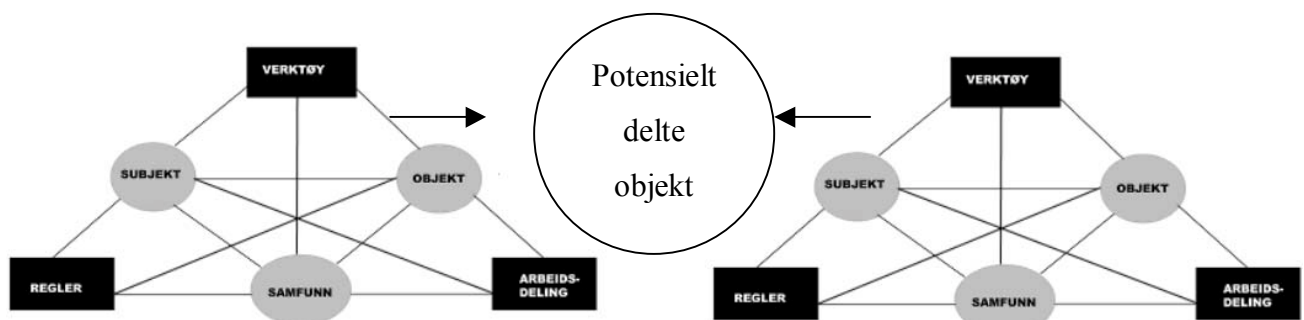 VERKTØY
SUBJEKT
OBJEKT
REGLER
SAMFUNN
ARBEIDS-
DELING
Potensielt
delte
objekt
VERKTØY
SUBJEKT
OBJEKT
REGLER
SAMFUNN
ARBEIDS-
DELING